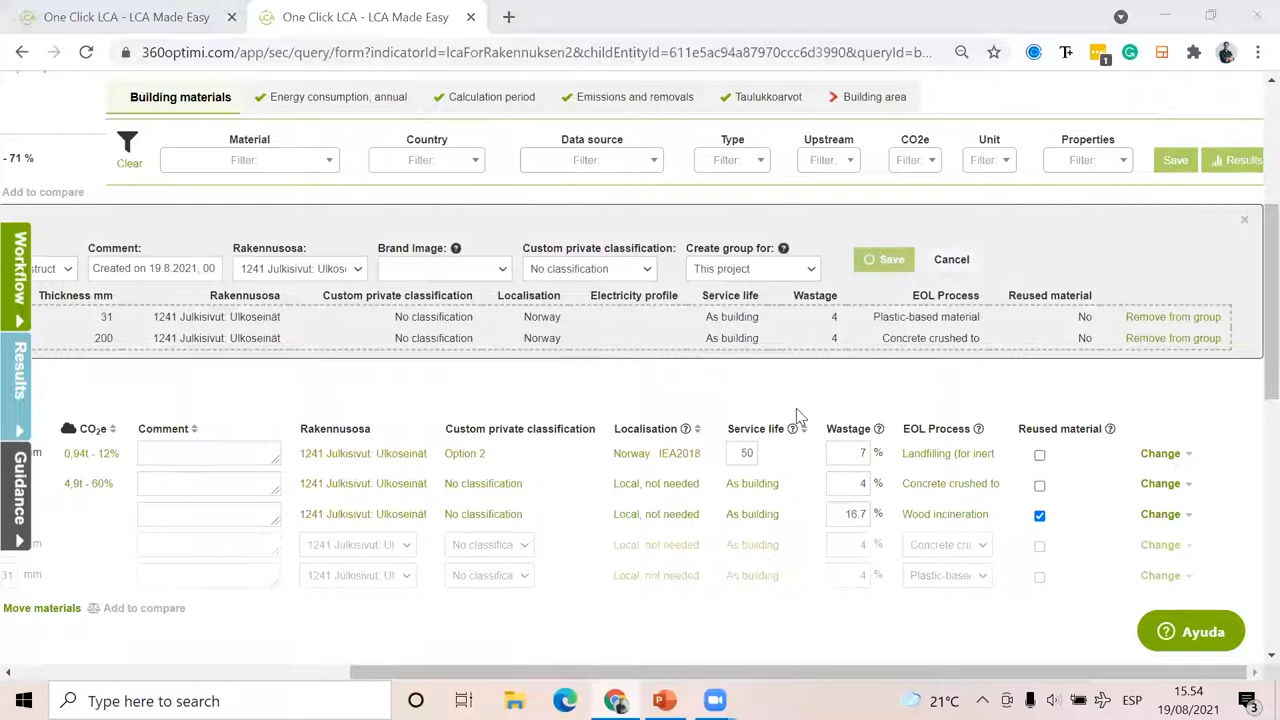 One Click LCA - LCA Made Easy
One Click LCA - LCA Made Easy
360optimi.com/app/sec/query/form?indicatorId=lcaForRakennuksen2&childEntityId=611e5ac94a87970ccc6d3990&queryId=b...
1
Building materials
Energy consumption, annual
Calculation period
Emissions and removals
Taulukkoarvot
Building area
Material
Country
Data source
Type
Upstream
CO2e
Unit
Properties
Clear
Filter:
Filter:
Filter:
Filter:
Filter:
Filter:
Filter:
Filter:
Save
Results
- 71 %
Add to compare
Workflow
Results
Guidance
Comment:
Rakennusosa:
Brand Image:
Custom private classification:
Create group for:
truct
Created on 19.8.2021, 00
1241 Julkisivut: Ulkose
No classification
This project
Save
Cancel
Thickness mm Rakennusosa Custom private classification Localisation Electricity profile Service life Wastage EOL Process Reused material
31 1241 Julkisivut: Ulkoseinät No classification Norway As building 4 Plastic-based material No Remove from group
200 1241 Julkisivut: Ulkoseinät No classification Norway As building 4 Concrete crushed to No Remove from group
CO2e Comment Rakennusosa Custom private classification Localisation Service life Wastage EOL Process Reused material
m 0,94t - 12% 1241 Julkisivut: Ulkoseinät Option 2 Norway IEA2018 50 7 % Landfilling (for inert Change
4,9t - 60% 1241 Julkisivut: Ulkoseinät No classification Local, not needed As building 4 % Concrete crushed to Change
1241 Julkisivut: Ulkoseinät No classification Local, not needed As building 16.7 % Wood incineration Change
m 1241 Julkisivut: Ul No classifica Local, not needed As building 4 % Concrete cru Change
31 mm 1241 Julkisivut: Ul No classifica Local, not needed As building 4 % Plastic-based Change
Move materials Add to compare
Ayuda
Type here to search
21°C
ESP
15.54
19/08/2021
3